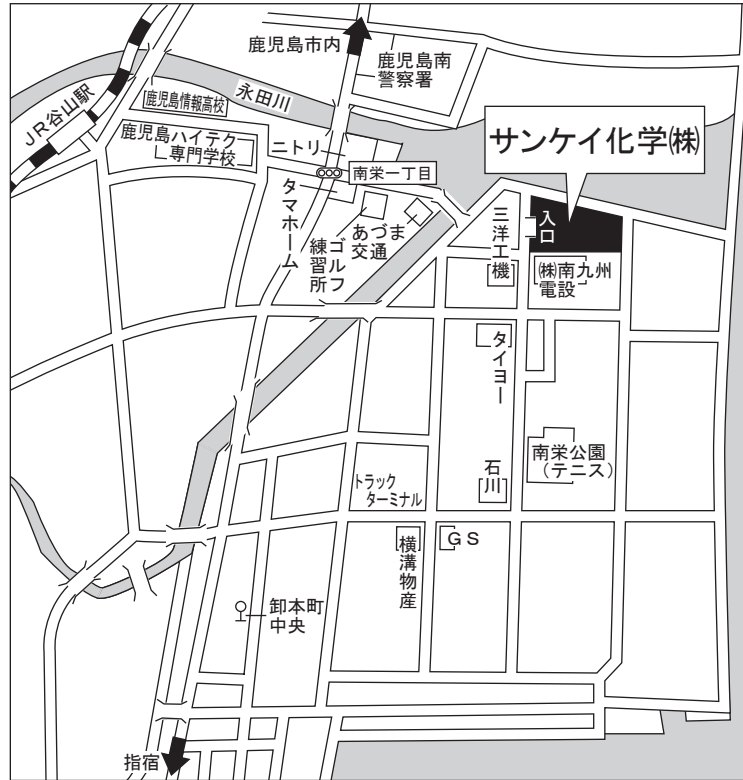 鹿児島市内
鹿児島南
警察署
JR谷山駅
鹿児島情報高校
永田川
サンケイ化学㈱
鹿児島ハイテク
専門学校
ニトリ
南栄一丁目
タマホーム
ゴルフ
練習所
あづま
交通
三洋工機
入口
㈱南九州
電設
タイヨー
南栄公園
（テニス）
石川
トラック
ターミナル
横溝物産
GS
卸本町
中央
指宿